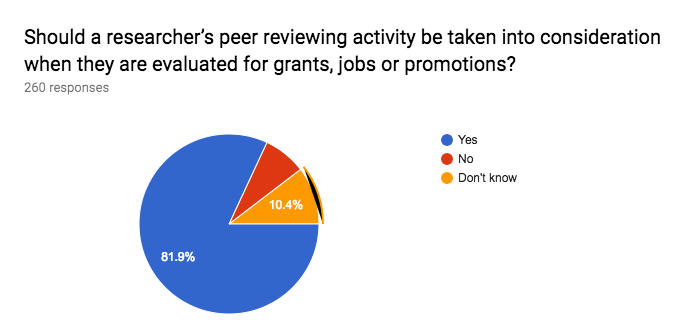 Should a researcher’s peer reviewing activity be taken into consideration
when they are evaluated for grants, jobs or promotions?
260 responses
Yes
No
Don't know
10.4%
81.9%